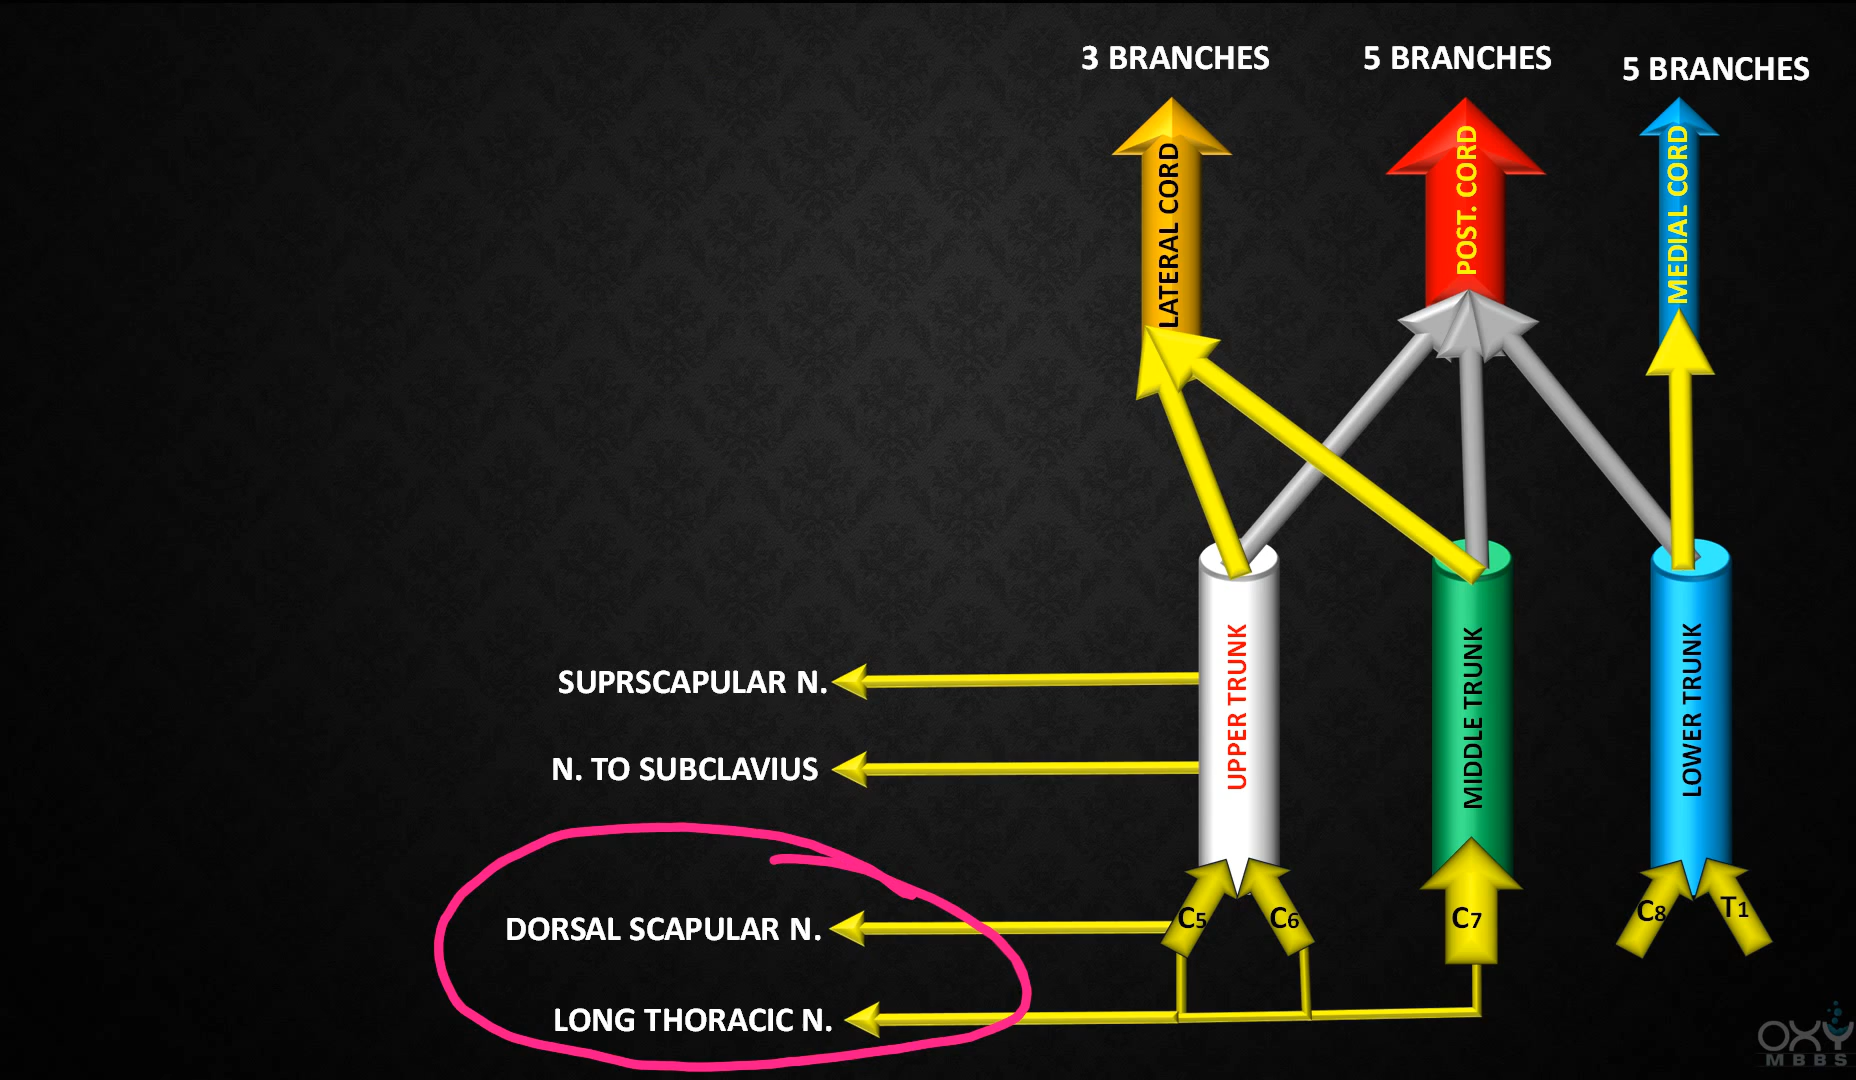 3 BRANCHES
5 BRANCHES
5 BRANCHES
LATERAL CORD
POST. CORD
MEDIAL CORD
SUPRSCAPULAR N.
N. TO SUBCLAVIUS
UPPER TRUNK
MIDDLE TRUNK
LOWER TRUNK
DORSAL SCAPULAR N.
C5
C6
C7
C8
T1
LONG THORACIC N.
OXY
MBBS